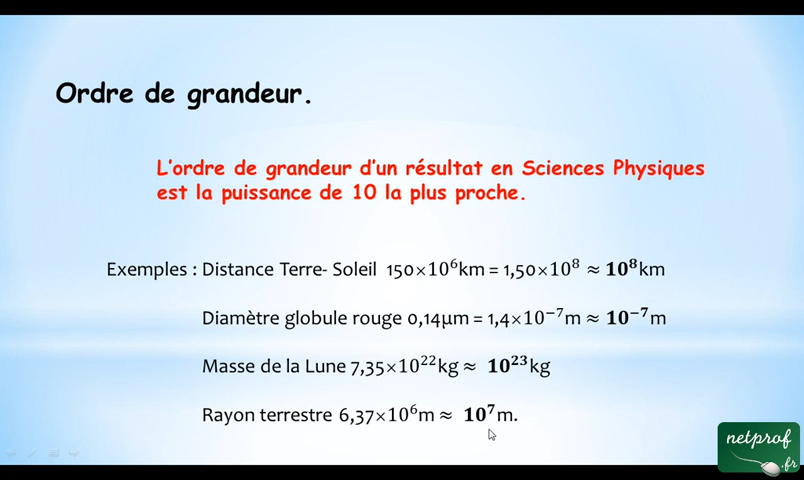 Ordre de grandeur.
L'ordre de grandeur d'un résultat en Sciences Physiques
est la puissance de 10 la plus proche.
Exemples : Distance Terre- Soleil 150×10⁶km = 1,50×10⁸ ≈ 10⁸km
Diamètre globule rouge 0,14µm = 1,4×10⁻⁷m ≈ 10⁻⁷m
Masse de la Lune 7,35×10²²kg ≈ 10²³kg
Rayon terrestre 6,37×10⁶m ≈ 10⁷m.
netprof
.fr